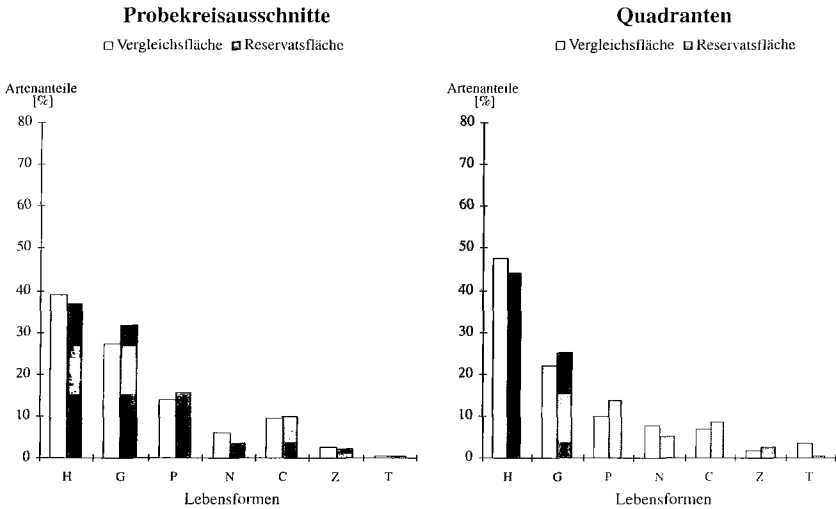 Probekreisausschnitte
□ Vergleichsfläche ■ Reservatsfläche
Artenanteile
[%]
80
70
60
50
40
30
20
10
0
H G P N C Z T
Lebensformen
Quadranten
□ Vergleichsfläche □ Reservatsfläche
Artenanteile
[%]
80
70
60
50
40
30
20
10
0
H G P N C Z T
Lebensformen